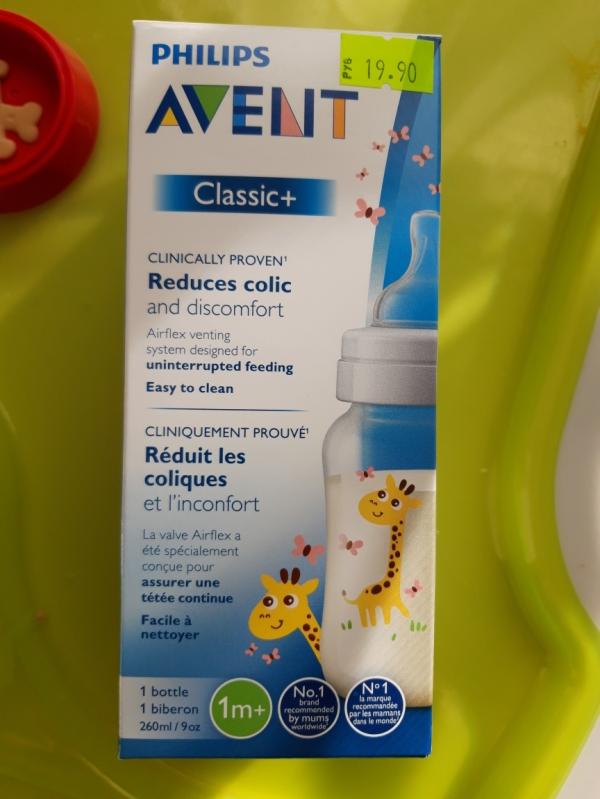 PHILIPS
РУБ 19.90
AVENT
Classic+
CLINICALLY PROVEN¹
Reduces colic
and discomfort
Airflex venting
system designed for
uninterrupted feeding
Easy to clean
CLINIQUEMENT PROUVÉ¹
Réduit les
coliques
et l'inconfort
La valve Airflex a
été spécialement
conçue pour
assurer une
tétée continue
Facile à
nettoyer
1 bottle
1 biberon
260ml / 9oz
1m+
No.1
brand
recommended
by mums
worldwide*
N°1
la marque
recommandée
par les mamans
dans le monde*